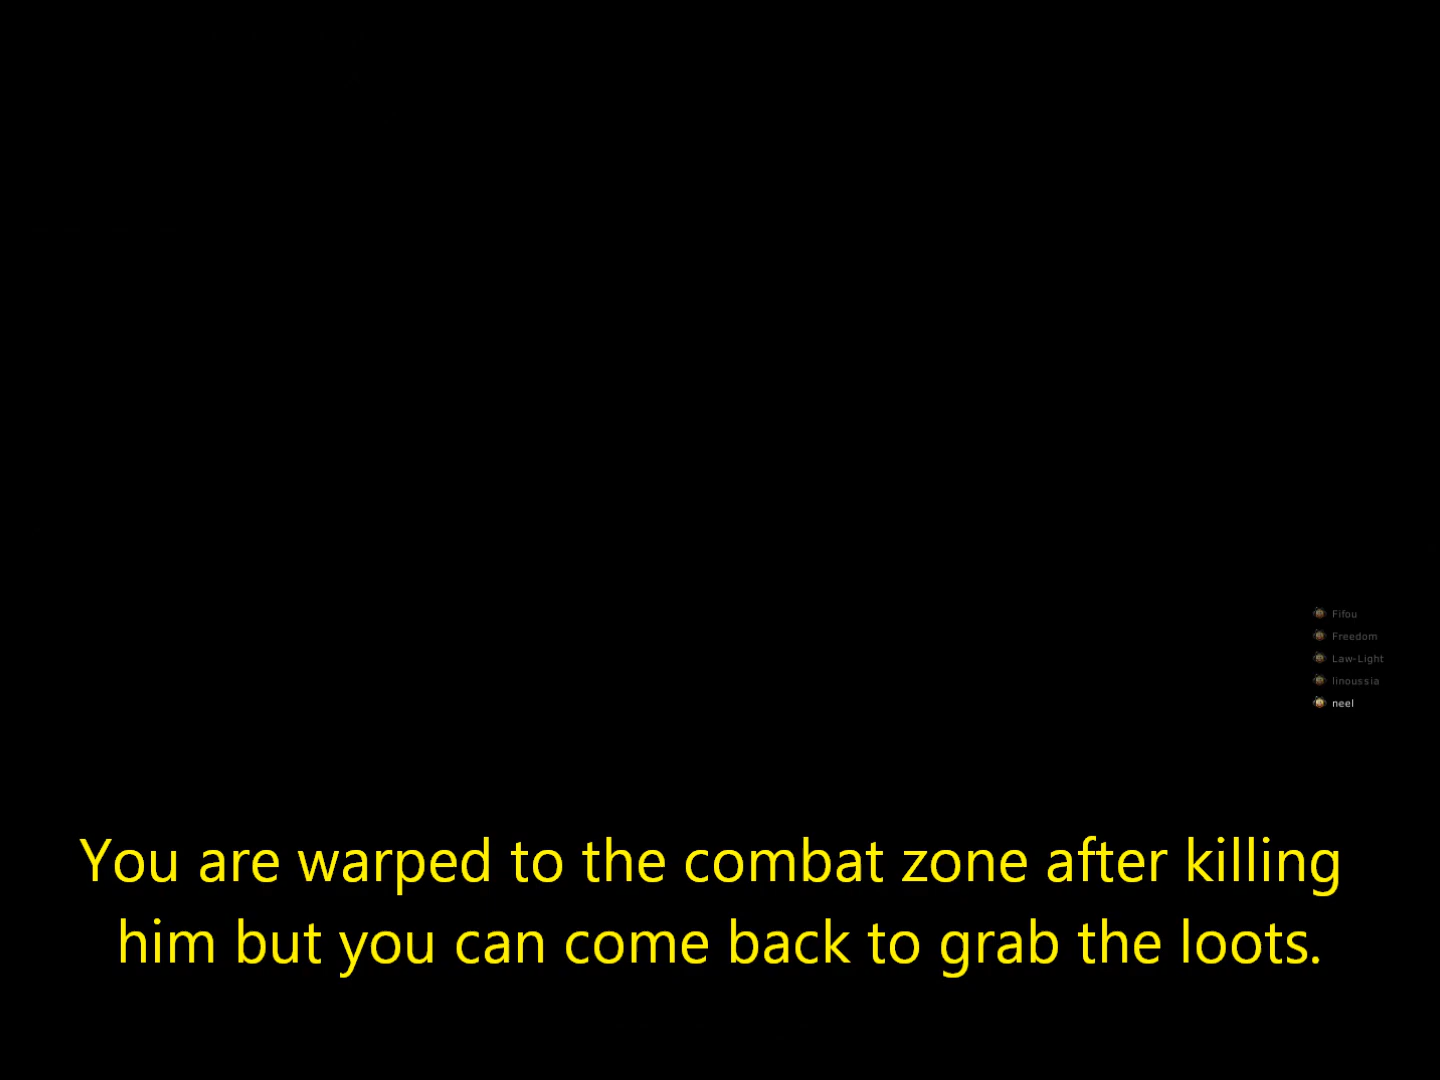 Fifou
Freedom
Law-Light
linoussia
neel
You are warped to the combat zone after killing
him but you can come back to grab the loots.